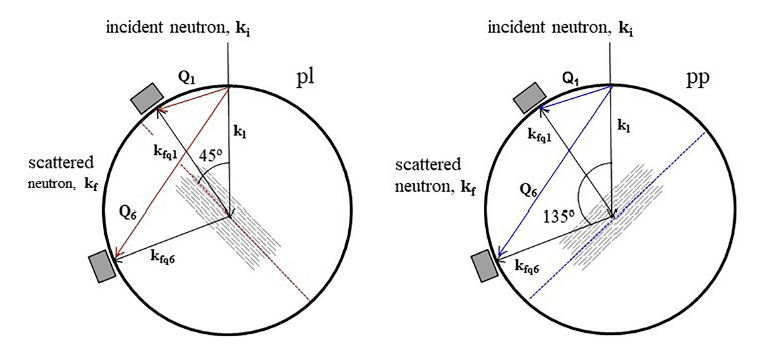 incident neutron, kᵢ
Q₁
pl
k₁
kfq1
45°
scattered
neutron, kf
Q₆
kfq6
incident neutron, kᵢ
Q₁
pp
k₁
kfq1
scattered
neutron, kf
Q₆
135°
kfq6